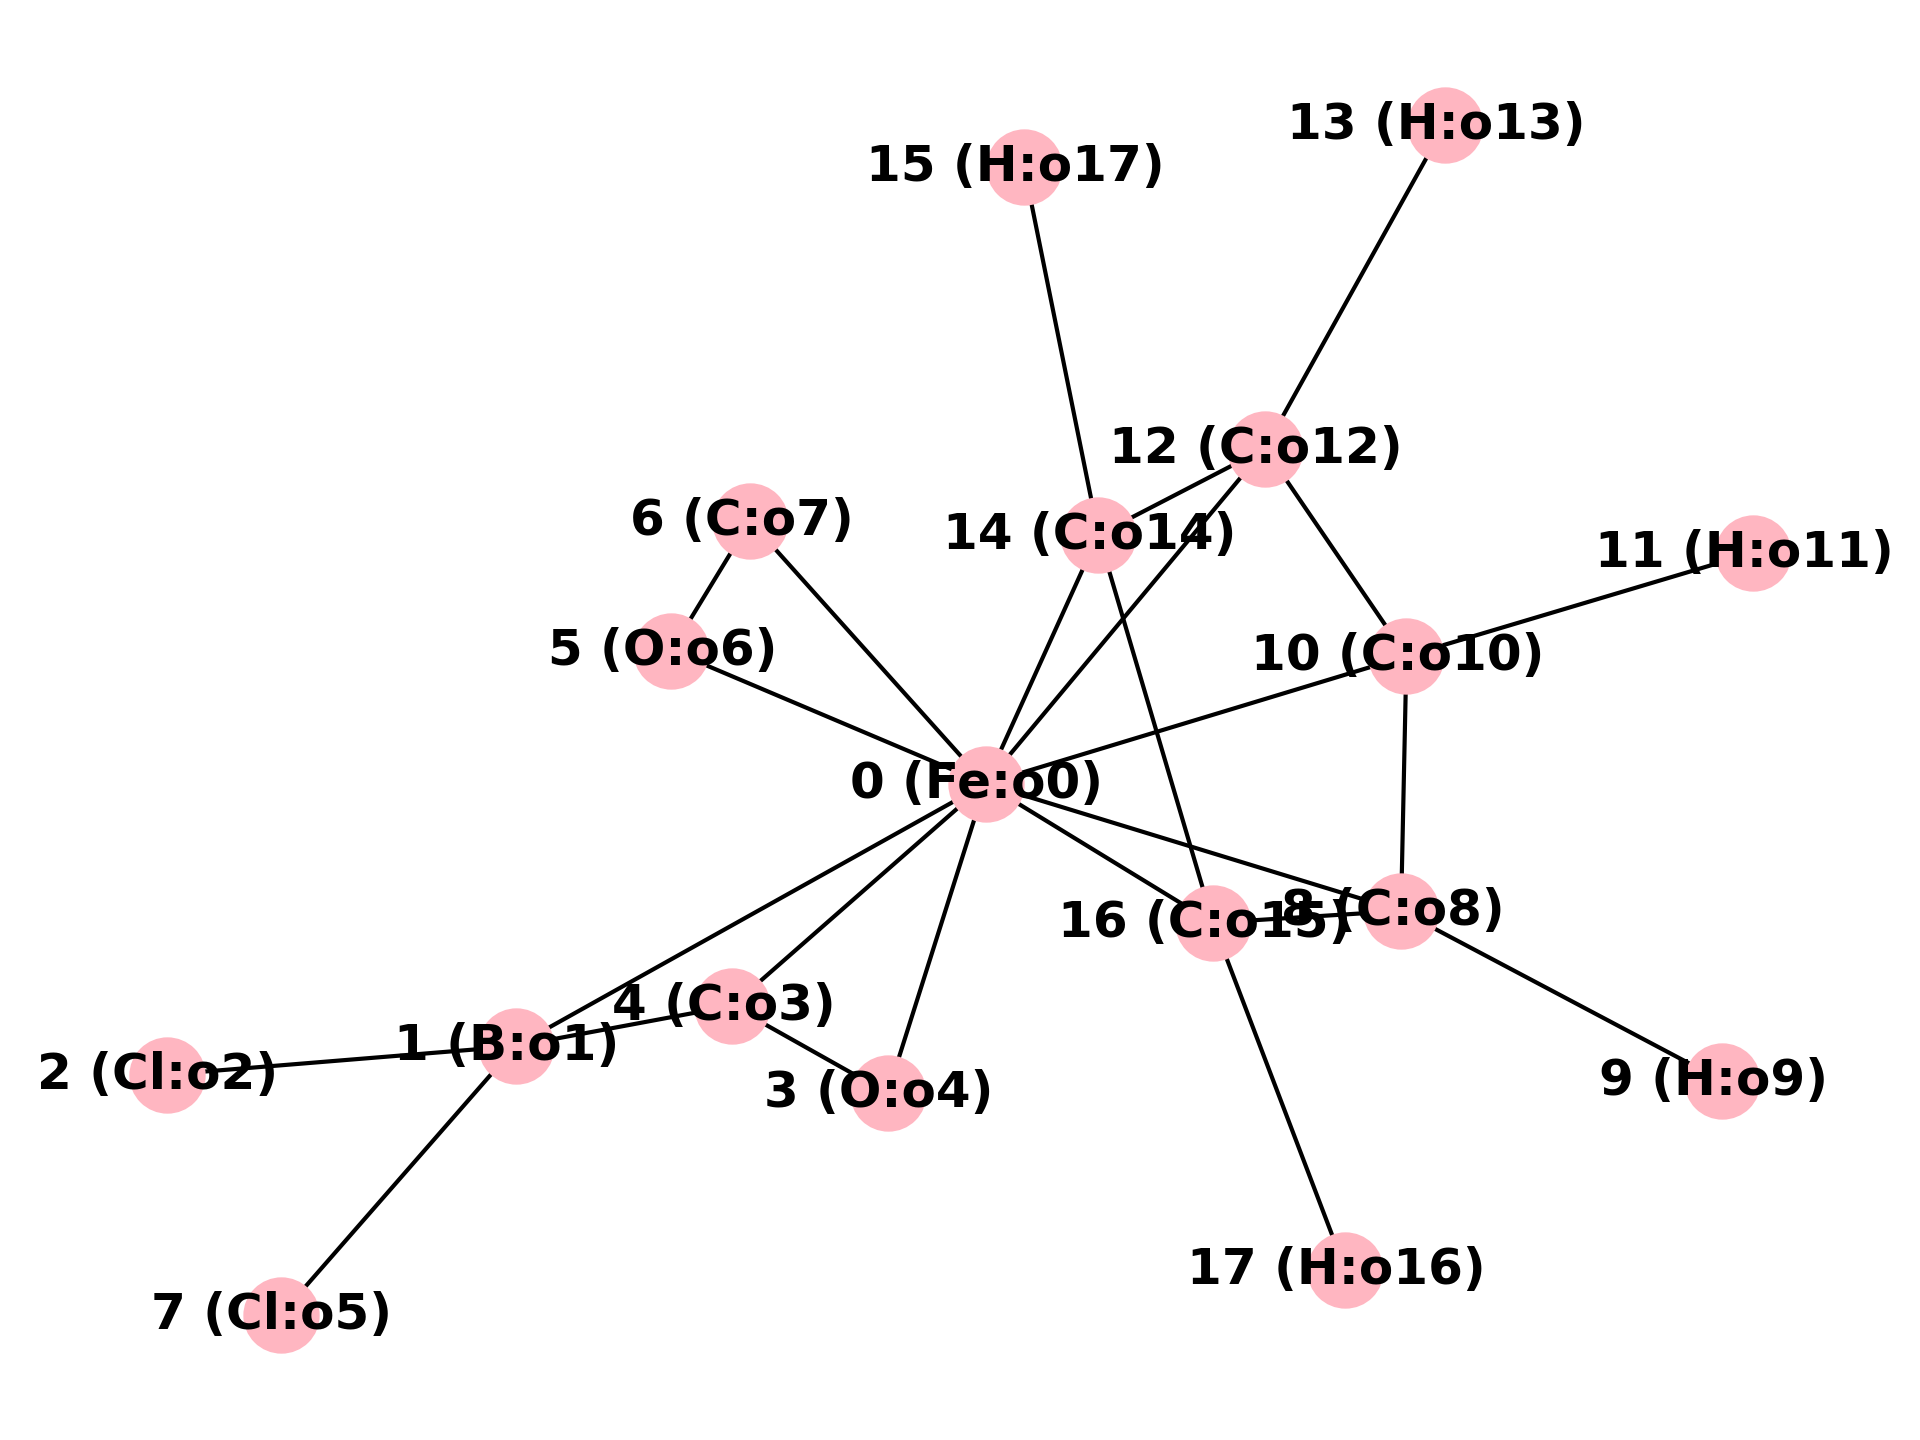 13 (H:o13)
15 (H:o17)
12 (C:o12)
6 (C:o7)
14 (C:o14)
11 (H:o11)
5 (O:o6)
10 (C:o10)
0 (Fe:o0)
8 (C:o8)
16 (C:o15)
4 (C:o3)
1 (B:o1)
2 (Cl:o2)
3 (O:o4)
9 (H:o9)
17 (H:o16)
7 (Cl:o5)